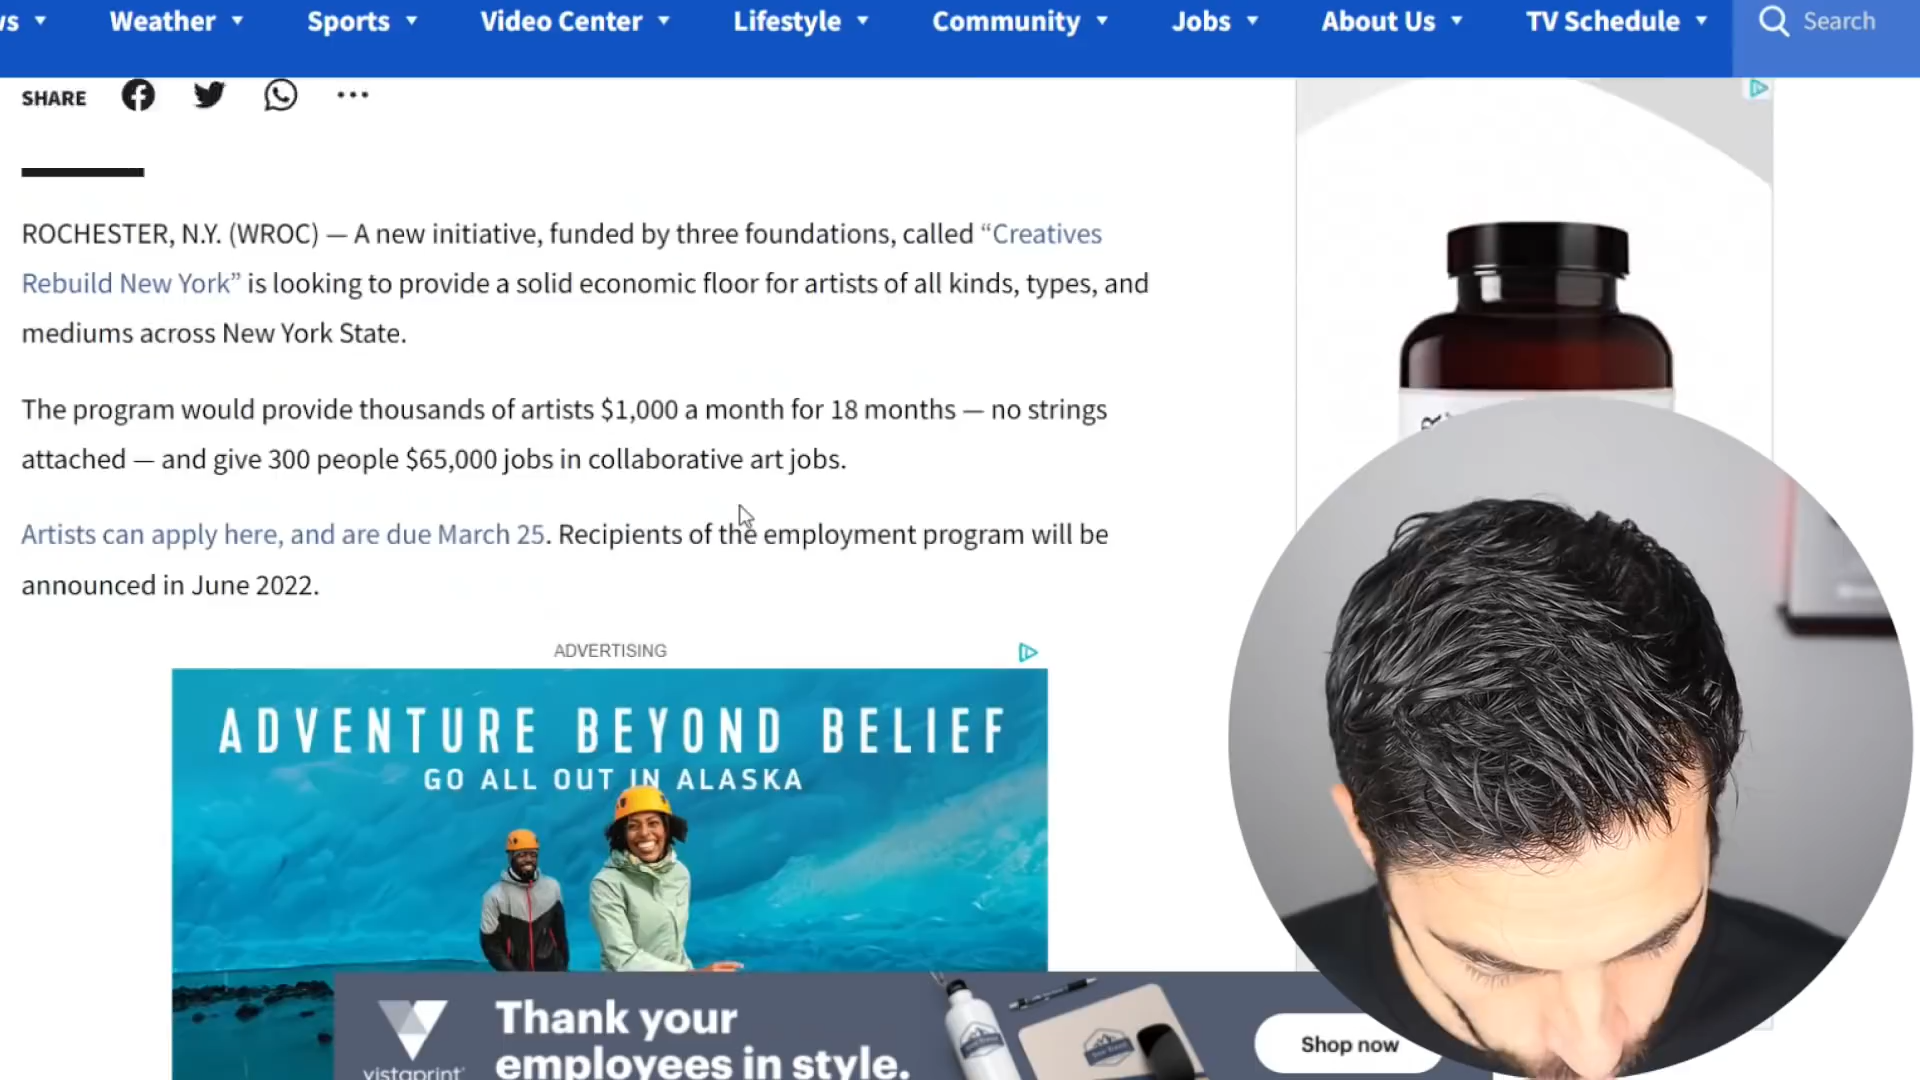 Weather Sports Video Center Lifestyle Community Jobs About Us TV Schedule Search
SHARE
ROCHESTER, N.Y. (WROC) — A new initiative, funded by three foundations, called “Creatives
Rebuild New York” is looking to provide a solid economic floor for artists of all kinds, types, and
mediums across New York State.
The program would provide thousands of artists $1,000 a month for 18 months — no strings
attached — and give 300 people $65,000 jobs in collaborative art jobs.
Artists can apply here, and are due March 25. Recipients of the employment program will be
announced in June 2022.
ADVERTISING
ADVENTURE BEYOND BELIEF
GO ALL OUT IN ALASKA
Thank your
employees in style.
vistaprint
Shop now